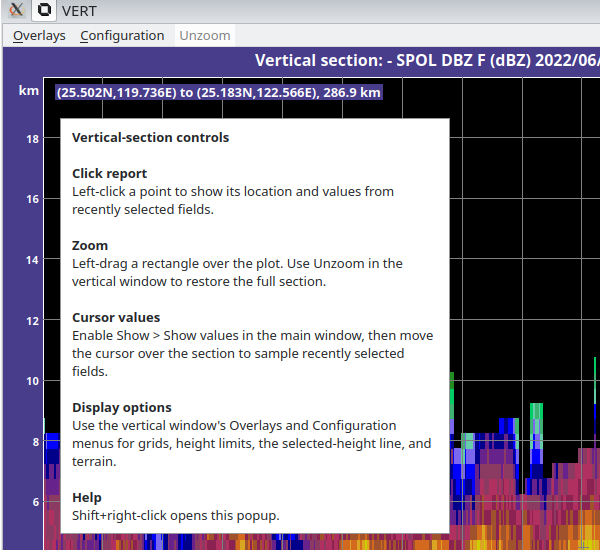 VERT
Overlays Configuration Unzoom
Vertical section: - SPOL DBZ F (dBZ) 2022/06/
km
(25.502N,119.736E) to (25.183N,122.566E), 286.9 km
18
16
14
12
10
8
6
Vertical-section controls
Click report
Left-click a point to show its location and values from
recently selected fields.
Zoom
Left-drag a rectangle over the plot. Use Unzoom in the
vertical window to restore the full section.
Cursor values
Enable Show > Show values in the main window, then move
the cursor over the section to sample recently selected
fields.
Display options
Use the vertical window's Overlays and Configuration
menus for grids, height limits, the selected-height line, and
terrain.
Help
Shift+right-click opens this popup.